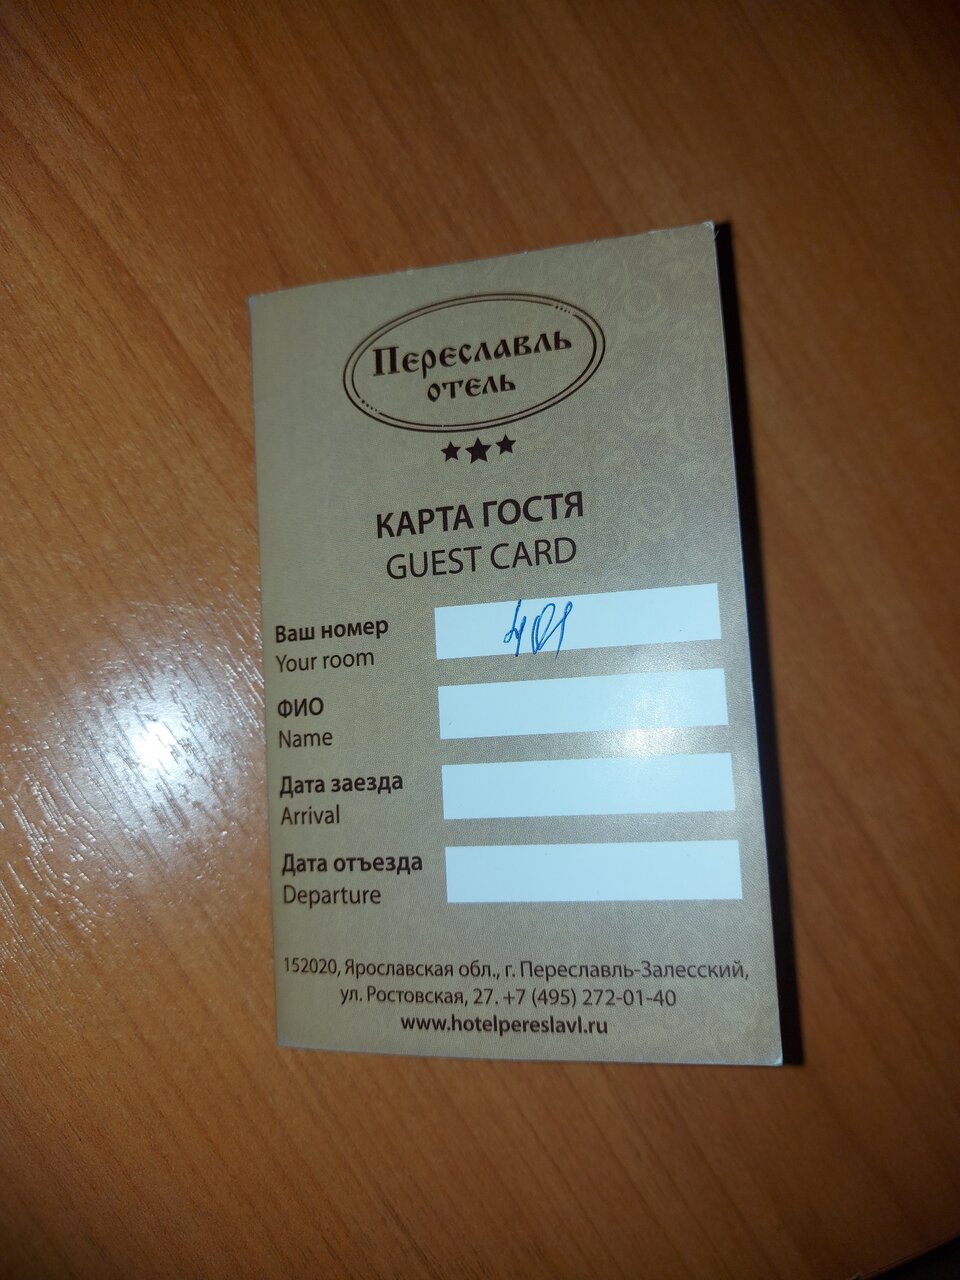 Переславль
отель
КАРТА ГОСТЯ
GUEST CARD
Ваш номер
Your room
401
ФИО
Name
Дата заезда
Arrival
Дата отъезда
Departure
152020, Ярославская обл., г. Переславль-Залесский,
ул. Ростовская, 27. +7 (495) 272-01-40
www.hotelpereslavl.ru